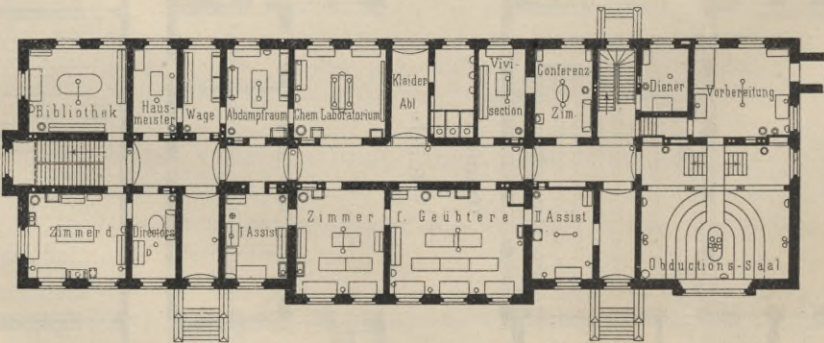 Bibliothek
Haus-
meister
Wage
Abdampfraum
Chem. Laboratorium
Kleider
Abl
Vivi-
section
Conferenz-
Zim.
Diener
Vorbereitung
Zimmer d. Directors
I Assist
Zimmer f. Geübtere
II Assist
Obductions-Saal